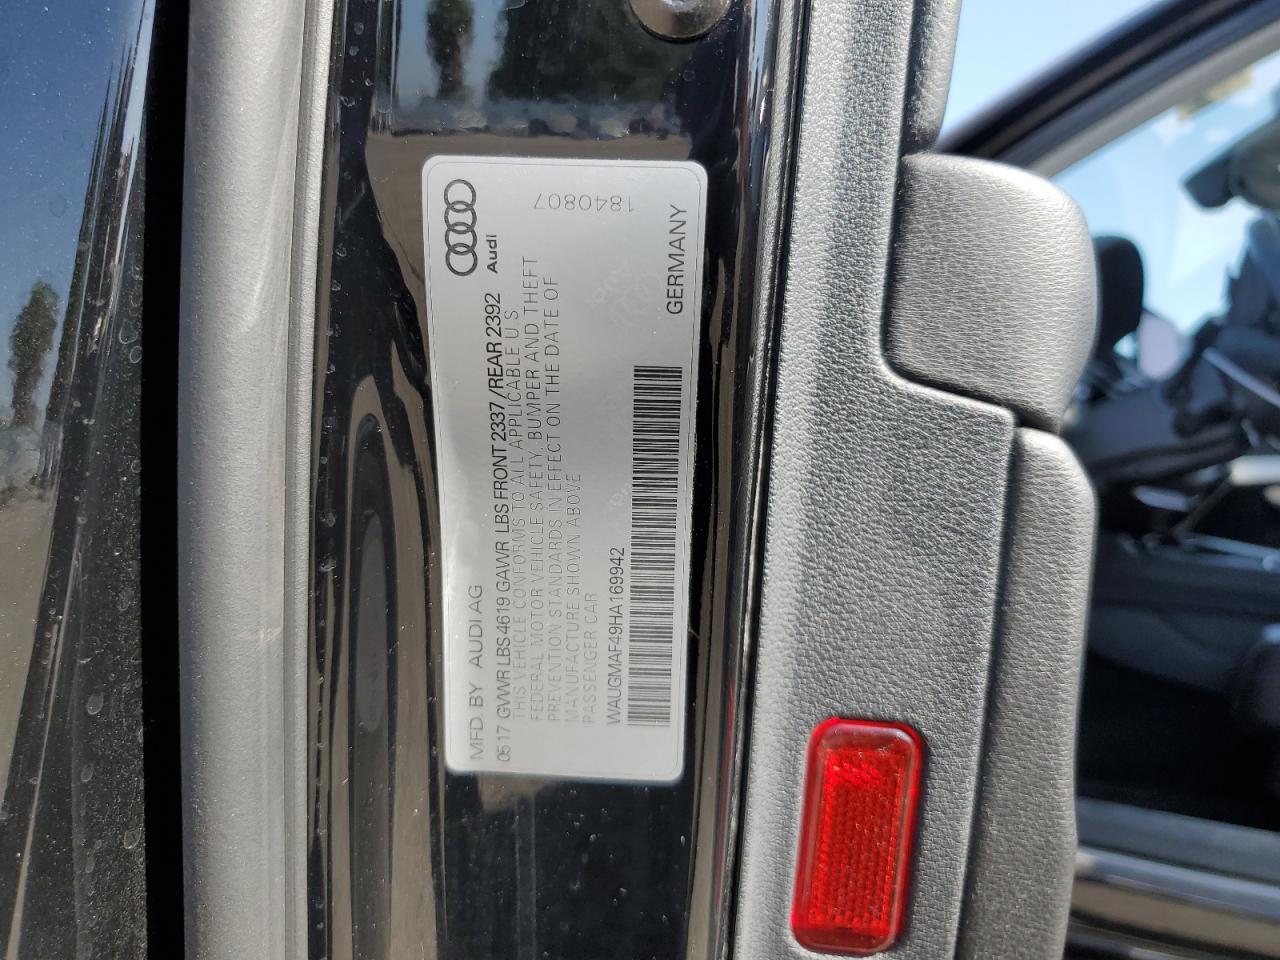 MFD. BY AUDI AG
05 17 GVWR LBS 4619 GAWR LBS FRONT 2337 / REAR 2392
Audi
THIS VEHICLE CONFORMS TO ALL APPLICABLE U S
FEDERAL MOTOR VEHICLE SAFETY, BUMPER AND THEFT
PREVENTION STANDARDS IN EFFECT ON THE DATE OF
MANUFACTURE SHOWN ABOVE
PASSENGER CAR
1840807
WAUGMAF49HA169942
GERMANY